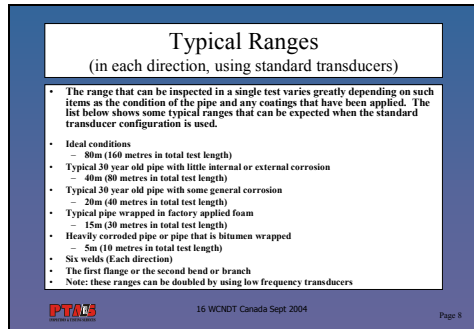 Typical Ranges
(in each direction, using standard transducers)
• The range that can be inspected in a single test varies greatly depending on such
items as the condition of the pipe and any coatings that have been applied. The
list below shows some typical ranges that can be expected when the standard
transducer configuration is used.
• Ideal conditions
– 80m (160 metres in total test length)
• Typical 30 year old pipe with little internal or external corrosion
– 40m (80 metres in total test length)
• Typical 30 year old pipe with some general corrosion
– 20m (40 metres in total test length)
• Typical pipe wrapped in factory applied foam
– 15m (30 metres in total test length)
• Heavily corroded pipe or pipe that is bitumen wrapped
– 5m (10 metres in total test length)
• Six welds (Each direction)
• The first flange or the second bend or branch
• Note: these ranges can be doubled by using low frequency transducers
16 WCNDT Canada Sept 2004
Page 8